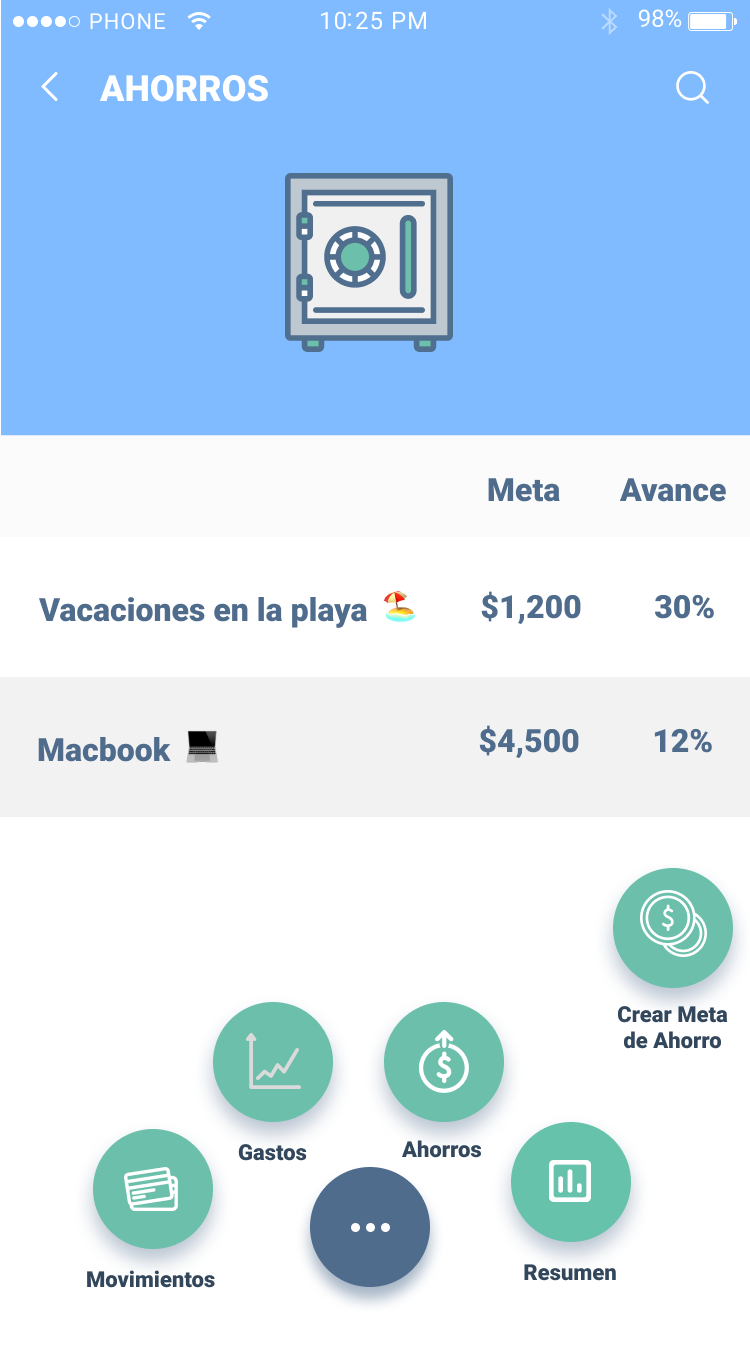 PHONE 10:25 PM 98%
AHORROS
Meta Avance
Vacaciones en la playa 🏖️ $1,200 30%
Macbook 💻 $4,500 12%
Crear Meta
de Ahorro
Gastos
Ahorros
Movimientos
Resumen